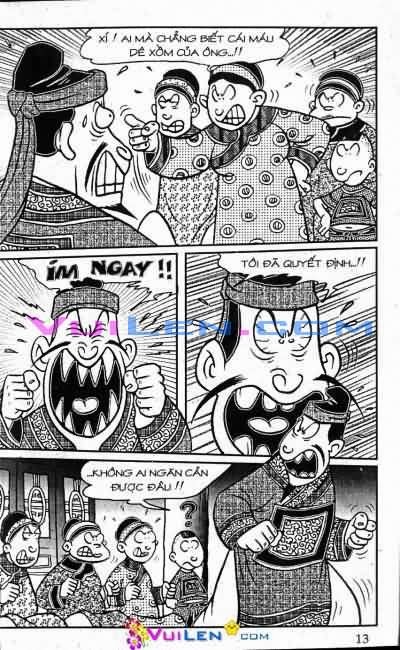 XÍ! AI MÀ CHẲNG BIẾT CÁI MÁU
DÊ XỒM CỦA ÔNG...!!
ÍM NGAY!!
TÔI ĐÃ QUYẾT ĐỊNH...!!
VUILEN.COM
...KHÔNG AI NGĂN CẢN
ĐƯỢC ĐÂU!!
?
13
VUILEN.COM